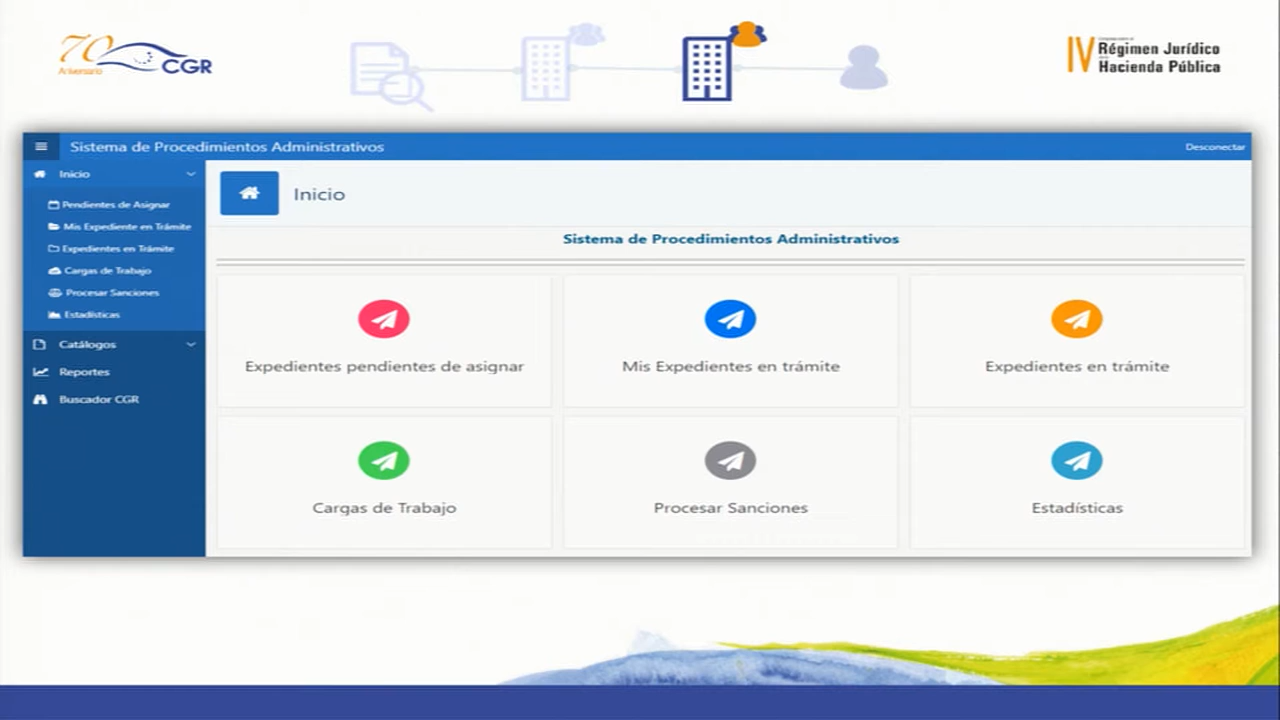 70
Aniversario
CGR
IV
Régimen Jurídico
Hacienda Pública
Sistema de Procedimientos Administrativos
Desconectar
Inicio
Pendientes de Asignar
Mis Expediente en Trámite
Expedientes en Trámite
Cargas de Trabajo
Procesar Sanciones
Estadísticas
Catálogos
Reportes
Buscador CGR
Inicio
Sistema de Procedimientos Administrativos
Expedientes pendientes de asignar
Mis Expedientes en trámite
Expedientes en trámite
Cargas de Trabajo
Procesar Sanciones
Estadísticas